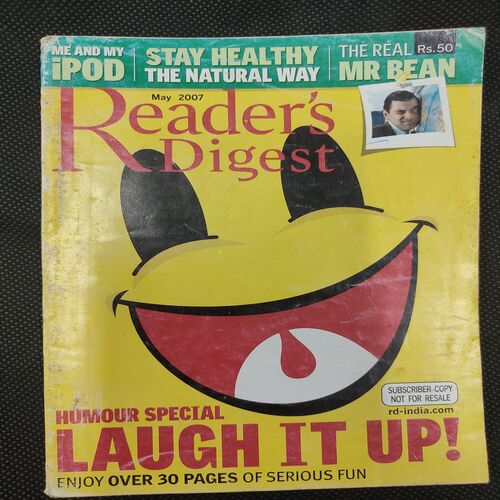 ME AND MY
iPOD
STAY HEALTHY
THE NATURAL WAY
THE REAL
MR BEAN
Rs.50
May 2007
Reader's
Digest
SUBSCRIBER COPY
NOT FOR RESALE
rd-india.com
HUMOUR SPECIAL
LAUGH IT UP!
ENJOY OVER 30 PAGES OF SERIOUS FUN